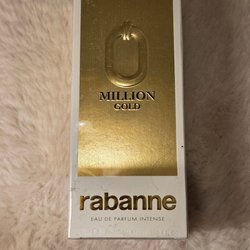 MILLION
GOLD
rabanne
EAU DE PARFUM INTENSE